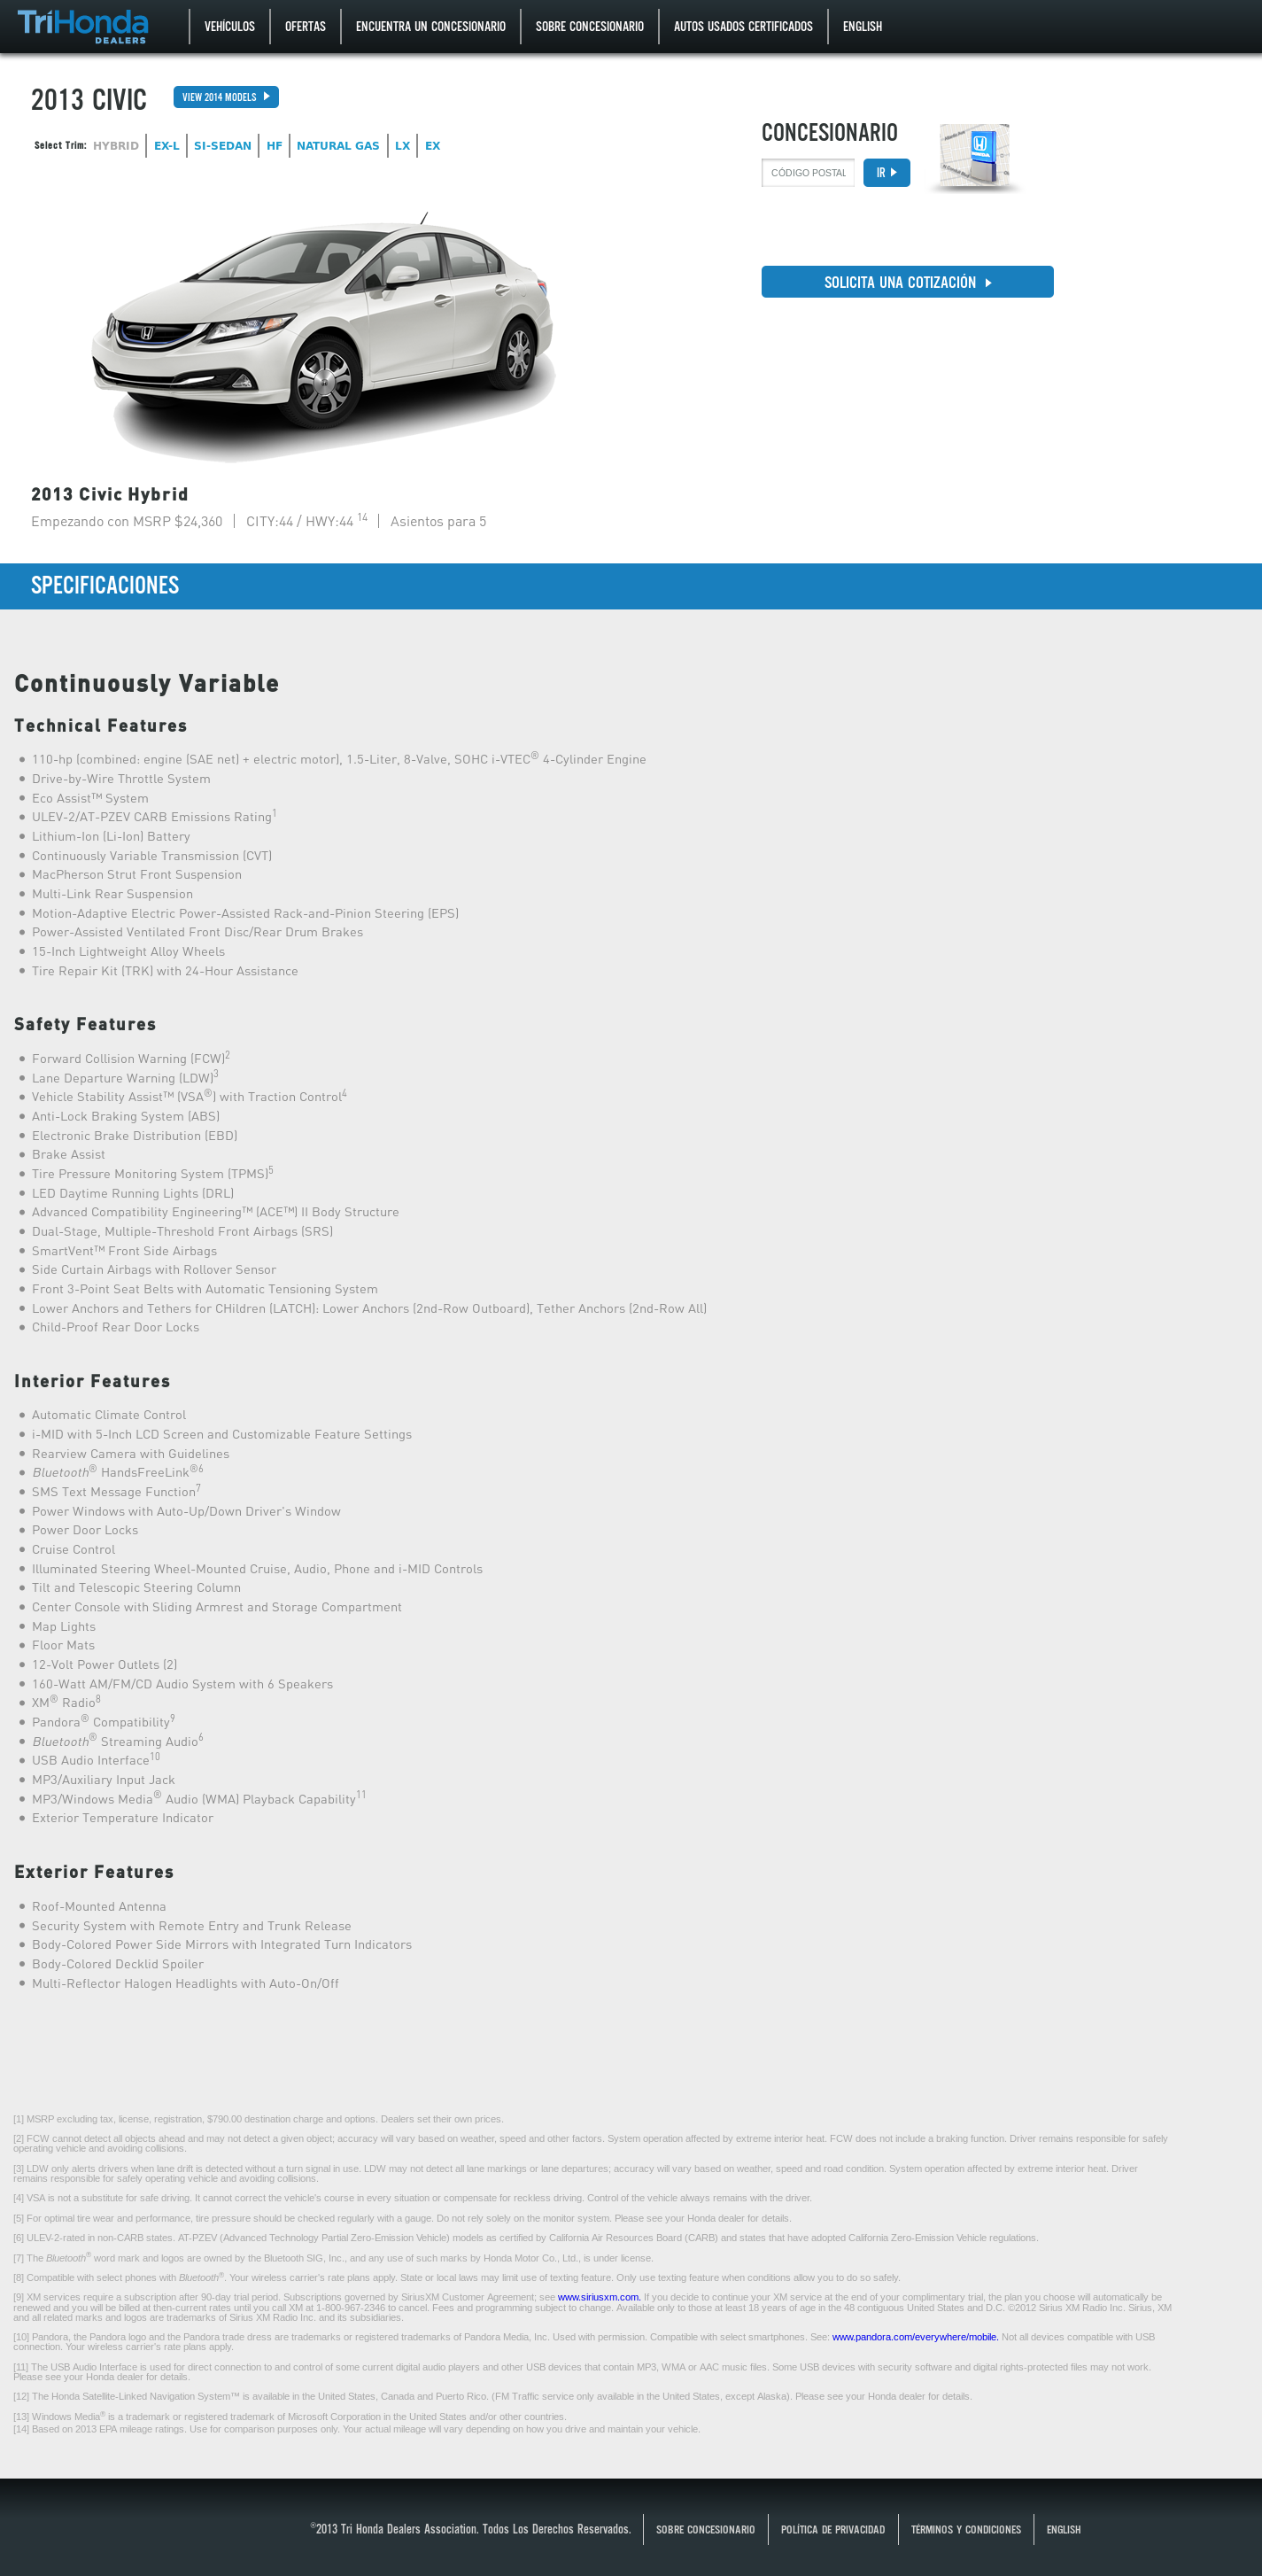 TriHonda
DEALERS
VEHÍCULOS
OFERTAS
ENCUENTRA UN CONCESIONARIO
SOBRE CONCESIONARIO
AUTOS USADOS CERTIFICADOS
ENGLISH
2013 CIVIC
VIEW 2014 MODELS
Select Trim: HYBRID EX-L SI-SEDAN HF NATURAL GAS LX EX
CONCESIONARIO
CÓDIGO POSTAL
IR
SOLICITA UNA COTIZACIÓN
2013 Civic Hybrid
Empezando con MSRP $24,360 | CITY:44 / HWY:44 14 | Asientos para 5
SPECIFICACIONES
Continuously Variable
Technical Features
110-hp (combined: engine (SAE net) + electric motor), 1.5-Liter, 8-Valve, SOHC i-VTEC® 4-Cylinder Engine
Drive-by-Wire Throttle System
Eco Assist™ System
ULEV-2/AT-PZEV CARB Emissions Rating1
Lithium-Ion (Li-Ion) Battery
Continuously Variable Transmission (CVT)
MacPherson Strut Front Suspension
Multi-Link Rear Suspension
Motion-Adaptive Electric Power-Assisted Rack-and-Pinion Steering (EPS)
Power-Assisted Ventilated Front Disc/Rear Drum Brakes
15-Inch Lightweight Alloy Wheels
Tire Repair Kit (TRK) with 24-Hour Assistance
Safety Features
Forward Collision Warning (FCW)2
Lane Departure Warning (LDW)3
Vehicle Stability Assist™ (VSA®) with Traction Control4
Anti-Lock Braking System (ABS)
Electronic Brake Distribution (EBD)
Brake Assist
Tire Pressure Monitoring System (TPMS)5
LED Daytime Running Lights (DRL)
Advanced Compatibility Engineering™ (ACE™) II Body Structure
Dual-Stage, Multiple-Threshold Front Airbags (SRS)
SmartVent™ Front Side Airbags
Side Curtain Airbags with Rollover Sensor
Front 3-Point Seat Belts with Automatic Tensioning System
Lower Anchors and Tethers for CHildren (LATCH): Lower Anchors (2nd-Row Outboard), Tether Anchors (2nd-Row All)
Child-Proof Rear Door Locks
Interior Features
Automatic Climate Control
i-MID with 5-Inch LCD Screen and Customizable Feature Settings
Rearview Camera with Guidelines
Bluetooth® HandsFreeLink®6
SMS Text Message Function7
Power Windows with Auto-Up/Down Driver's Window
Power Door Locks
Cruise Control
Illuminated Steering Wheel-Mounted Cruise, Audio, Phone and i-MID Controls
Tilt and Telescopic Steering Column
Center Console with Sliding Armrest and Storage Compartment
Map Lights
Floor Mats
12-Volt Power Outlets (2)
160-Watt AM/FM/CD Audio System with 6 Speakers
XM® Radio8
Pandora® Compatibility9
Bluetooth® Streaming Audio6
USB Audio Interface10
MP3/Auxiliary Input Jack
MP3/Windows Media® Audio (WMA) Playback Capability11
Exterior Temperature Indicator
Exterior Features
Roof-Mounted Antenna
Security System with Remote Entry and Trunk Release
Body-Colored Power Side Mirrors with Integrated Turn Indicators
Body-Colored Decklid Spoiler
Multi-Reflector Halogen Headlights with Auto-On/Off
[1] MSRP excluding tax, license, registration, $790.00 destination charge and options. Dealers set their own prices.
[2] FCW cannot detect all objects ahead and may not detect a given object; accuracy will vary based on weather, speed and other factors. System operation affected by extreme interior heat. FCW does not include a braking function. Driver remains responsible for safely
operating vehicle and avoiding collisions.
[3] LDW only alerts drivers when lane drift is detected without a turn signal in use. LDW may not detect all lane markings or lane departures; accuracy will vary based on weather, speed and road condition. System operation affected by extreme interior heat. Driver
remains responsible for safely operating vehicle and avoiding collisions.
[4] VSA is not a substitute for safe driving. It cannot correct the vehicle's course in every situation or compensate for reckless driving. Control of the vehicle always remains with the driver.
[5] For optimal tire wear and performance, tire pressure should be checked regularly with a gauge. Do not rely solely on the monitor system. Please see your Honda dealer for details.
[6] ULEV-2-rated in non-CARB states. AT-PZEV (Advanced Technology Partial Zero-Emission Vehicle) models as certified by California Air Resources Board (CARB) and states that have adopted California Zero-Emission Vehicle regulations.
[7] The Bluetooth® word mark and logos are owned by the Bluetooth SIG, Inc., and any use of such marks by Honda Motor Co., Ltd., is under license.
[8] Compatible with select phones with Bluetooth®. Your wireless carrier's rate plans apply. State or local laws may limit use of texting feature. Only use texting feature when conditions allow you to do so safely.
[9] XM services require a subscription after 90-day trial period. Subscriptions governed by SiriusXM Customer Agreement; see www.siriusxm.com. If you decide to continue your XM service at the end of your complimentary trial, the plan you choose will automatically be
renewed and you will be billed at then-current rates until you call XM at 1-800-967-2346 to cancel. Fees and programming subject to change. Available only to those at least 18 years of age in the 48 contiguous United States and D.C. ©2012 Sirius XM Radio Inc. Sirius, XM
and all related marks and logos are trademarks of Sirius XM Radio Inc. and its subsidiaries.
[10] Pandora, the Pandora logo and the Pandora trade dress are trademarks or registered trademarks of Pandora Media, Inc. Used with permission. Compatible with select smartphones. See: www.pandora.com/everywhere/mobile. Not all devices compatible with USB
connection. Your wireless carrier's rate plans apply.
[11] The USB Audio Interface is used for direct connection to and control of some current digital audio players and other USB devices that contain MP3, WMA or AAC music files. Some USB devices with security software and digital rights-protected files may not work.
Please see your Honda dealer for details.
[12] The Honda Satellite-Linked Navigation System™ is available in the United States, Canada and Puerto Rico. (FM Traffic service only available in the United States, except Alaska). Please see your Honda dealer for details.
[13] Windows Media® is a trademark or registered trademark of Microsoft Corporation in the United States and/or other countries.
[14] Based on 2013 EPA mileage ratings. Use for comparison purposes only. Your actual mileage will vary depending on how you drive and maintain your vehicle.
®2013 Tri Honda Dealers Association. Todos Los Derechos Reservados.
SOBRE CONCESIONARIO
POLÍTICA DE PRIVACIDAD
TÉRMINOS Y CONDICIONES
ENGLISH